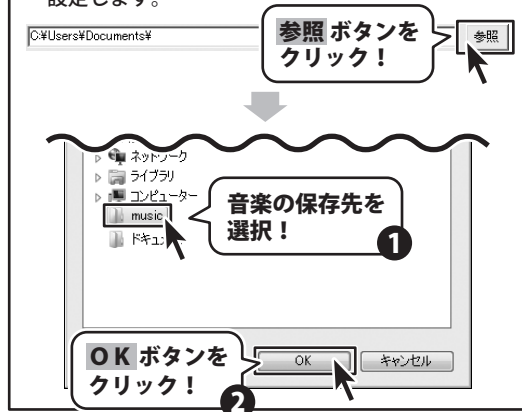 設定します。
参照 ボタンを
クリック！
C:¥Users¥Documents¥
参照
ネットワーク
ライブラリ
コンピューター
music
音楽の保存先を
選択！
❶
OK ボタンを
クリック！
❷
OK
キャンセル